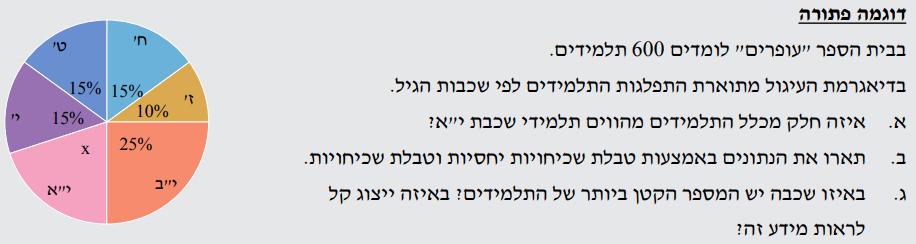 דוגמה פתורה
בבית הספר "עופרים" לומדים 600 תלמידים.
בדיאגרמת העיגול מתוארת התפלגות התלמידים לפי שכבות הגיל.
א. איזה חלק מכלל התלמידים מהווים תלמידי שכבת י"א?
ב. תארו את הנתונים באמצעות טבלת שכיחויות יחסיות וטבלת שכיחויות.
ג. באיזו שכבה יש המספר הקטן ביותר של התלמידים? באיזה ייצוג קל
לראות מידע זה?
ח'
15%
ז'
10%
25%
י"ב
x
י"א
15%
י'
15%
ט'